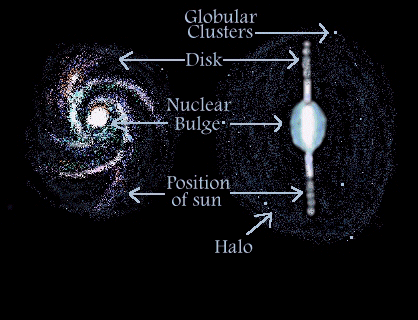 Globular
Clusters
Disk
Nuclear
Bulge
Position
of sun
Halo